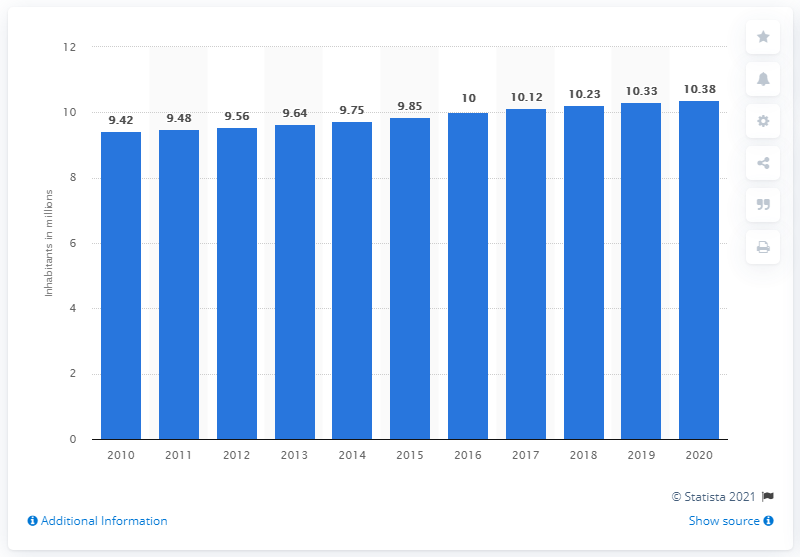 12
10
8
6
4
2
0
Inhabitants in millions
9.42 9.48 9.56 9.64 9.75 9.85 10 10.12 10.23 10.33 10.38
2010 2011 2012 2013 2014 2015 2016 2017 2018 2019 2020
© Statista 2021
Additional Information
Show source